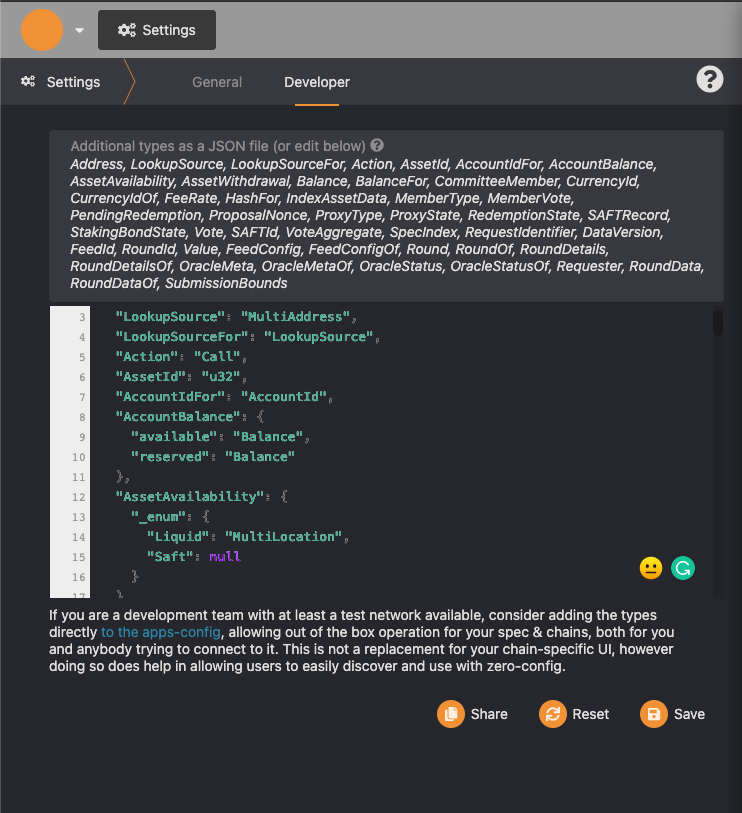 Settings
Settings
General
Developer
?
Additional types as a JSON file (or edit below) ?
Address, LookupSource, LookupSourceFor, Action, AssetId, AccountIdFor, AccountBalance,
AssetAvailability, AssetWithdrawal, Balance, BalanceFor, CommitteeMember, CurrencyId,
CurrencyIdOf, FeeRate, HashFor, IndexAssetData, MemberType, MemberVote,
PendingRedemption, ProposalNonce, ProxyType, ProxyState, RedemptionState, SAFTRecord,
StakingBondState, Vote, SAFTId, VoteAggregate, SpecIndex, RequestIdentifier, DataVersion,
FeedId, RoundId, Value, FeedConfig, FeedConfigOf, Round, RoundOf, RoundDetails,
RoundDetailsOf, OracleMeta, OracleMetaOf, OracleStatus, OracleStatusOf, Requester, RoundData,
RoundDataOf, SubmissionBounds
3 "LookupSource": "MultiAddress",
4 "LookupSourceFor": "LookupSource",
5 "Action": "Call",
6 "AssetId": "u32",
7 "AccountIdFor": "AccountId",
8 "AccountBalance": {
9 "available": "Balance",
10 "reserved": "Balance"
11 },
12 "AssetAvailability": {
13 "_enum": {
14 "Liquid": "MultiLocation",
15 "Saft": null
16 }
17 }
If you are a development team with at least a test network available, consider adding the types
directly to the apps-config, allowing out of the box operation for your spec & chains, both for you
and anybody trying to connect to it. This is not a replacement for your chain-specific UI, however
doing so does help in allowing users to easily discover and use with zero-config.
Share
Reset
Save